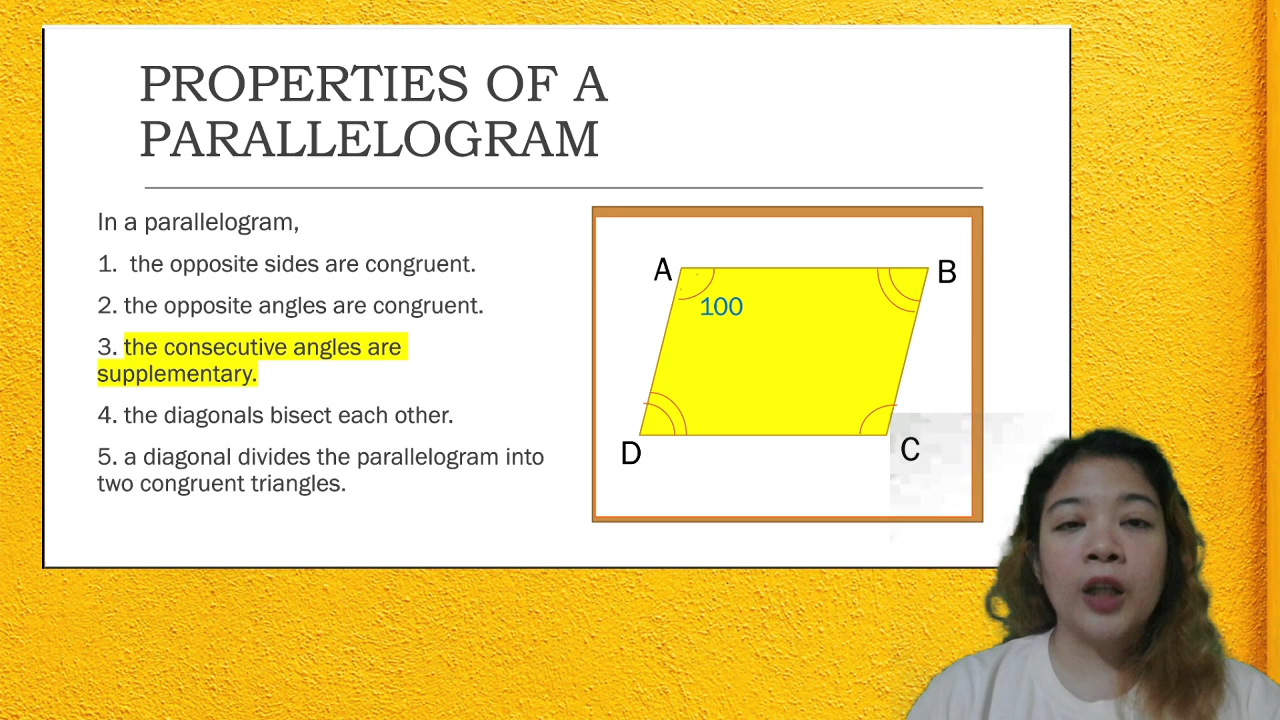 PROPERTIES OF A
PARALLELOGRAM
In a parallelogram,
1. the opposite sides are congruent.
2. the opposite angles are congruent.
3. the consecutive angles are
supplementary.
4. the diagonals bisect each other.
5. a diagonal divides the parallelogram into
two congruent triangles.
A
B
100
D
C